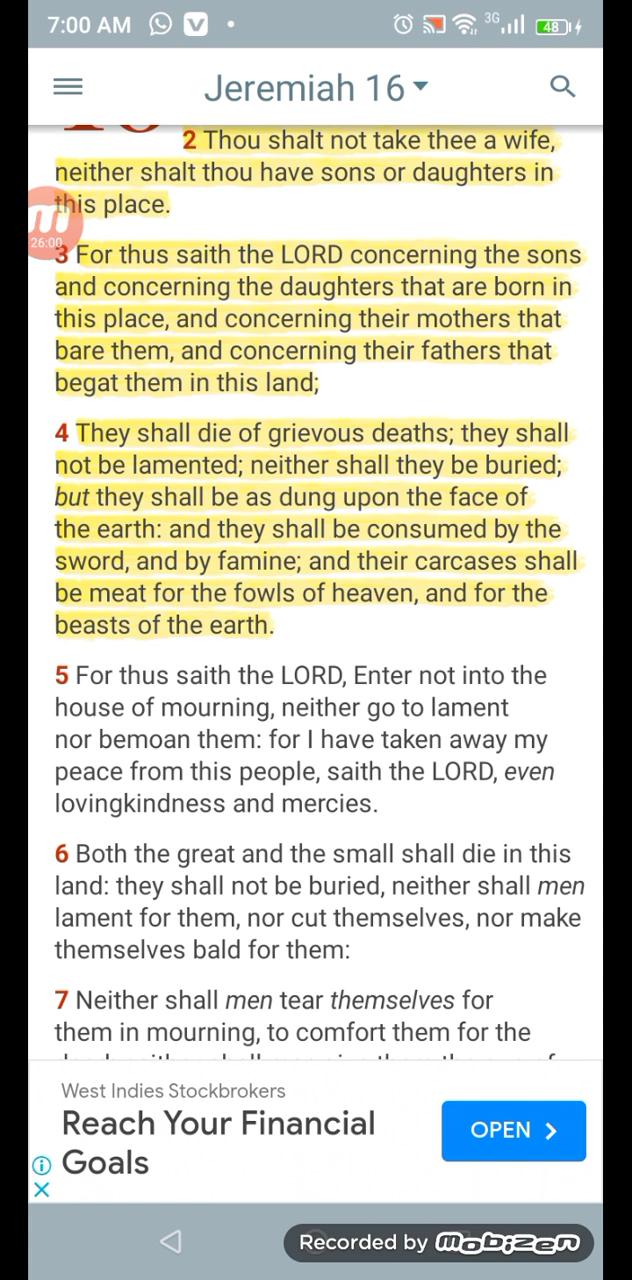 7:00 AM
3G
48
Jeremiah 16
2 Thou shalt not take thee a wife,
neither shalt thou have sons or daughters in
this place.
26:00
3 For thus saith the LORD concerning the sons
and concerning the daughters that are born in
this place, and concerning their mothers that
bare them, and concerning their fathers that
begat them in this land;
4 They shall die of grievous deaths; they shall
not be lamented; neither shall they be buried;
but they shall be as dung upon the face of
the earth: and they shall be consumed by the
sword, and by famine; and their carcases shall
be meat for the fowls of heaven, and for the
beasts of the earth.
5 For thus saith the LORD, Enter not into the
house of mourning, neither go to lament
nor bemoan them: for I have taken away my
peace from this people, saith the LORD, even
lovingkindness and mercies.
6 Both the great and the small shall die in this
land: they shall not be buried, neither shall men
lament for them, nor cut themselves, nor make
themselves bald for them:
7 Neither shall men tear themselves for
them in mourning, to comfort them for the
West Indies Stockbrokers
Reach Your Financial
Goals
OPEN
Recorded by mobizen